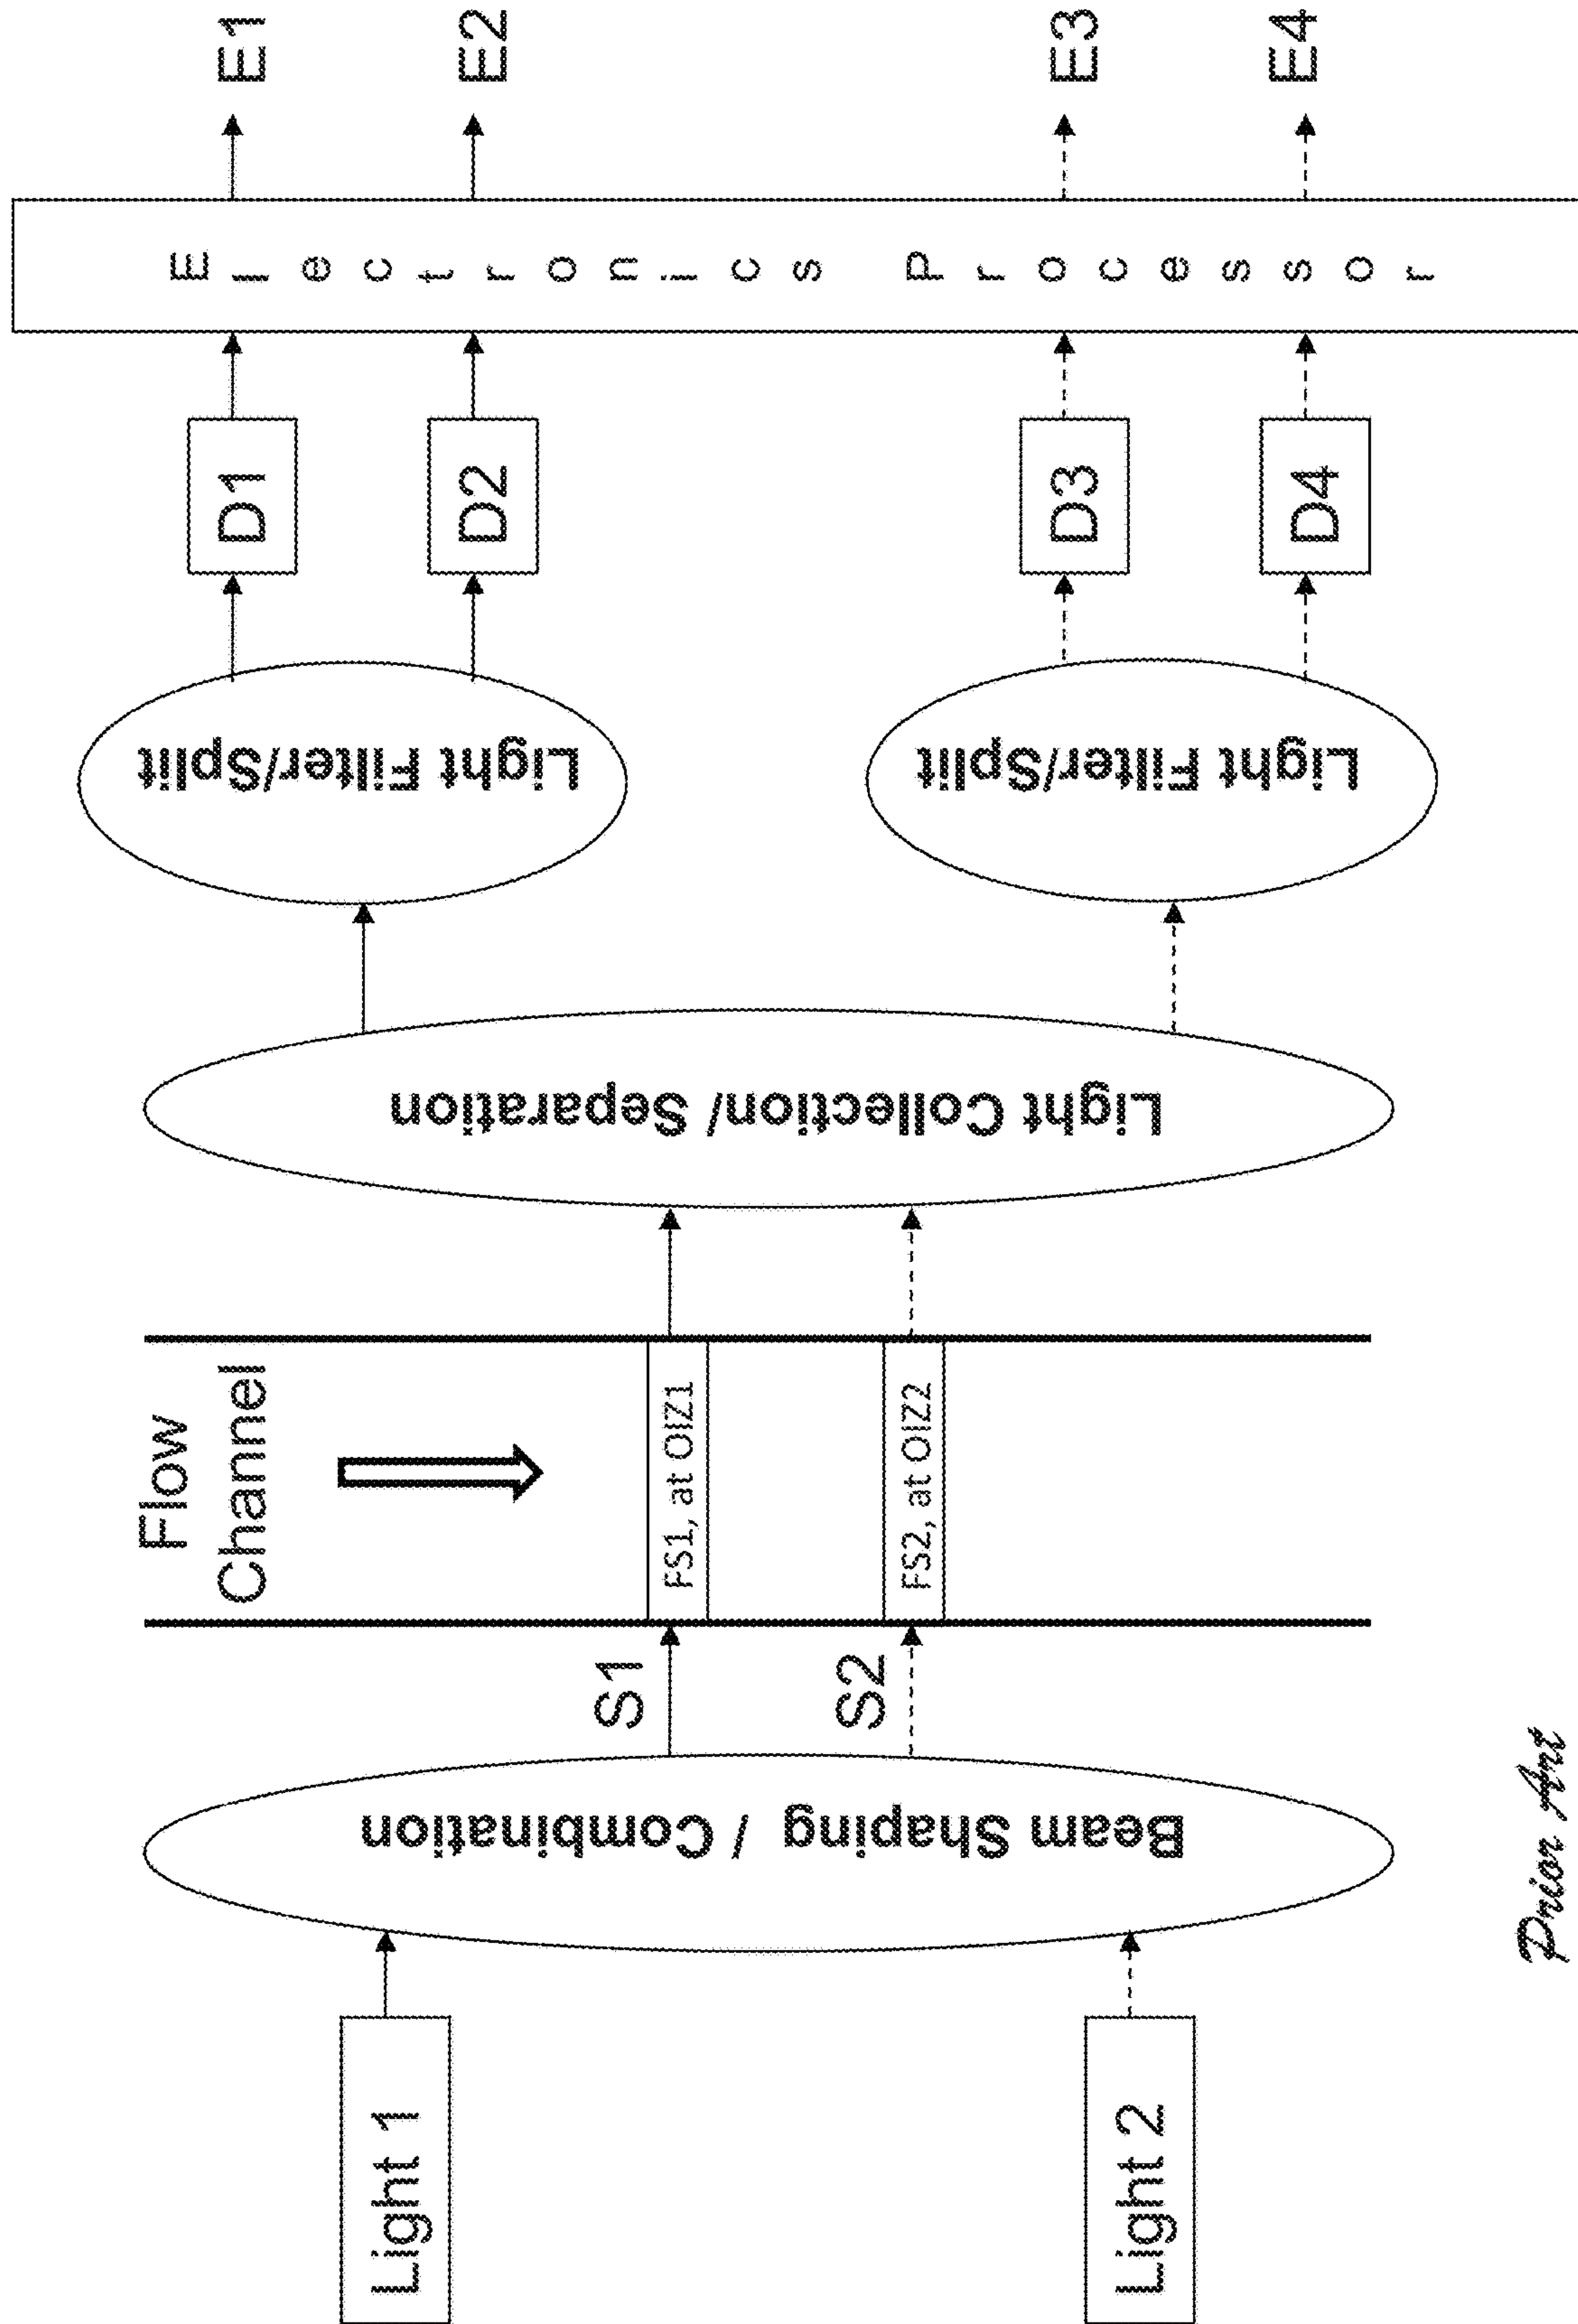 Light 1
Light 2
Beam Shaping / Combination
S1
S2
Flow
Channel
FS1, at OIZ1
FS2, at OIZ2
Light Collection/ Separation
Light Filter/Split
Light Filter/Split
D1
D2
D3
D4
Electronics Processor
E1
E2
E3
E4
Prior Art